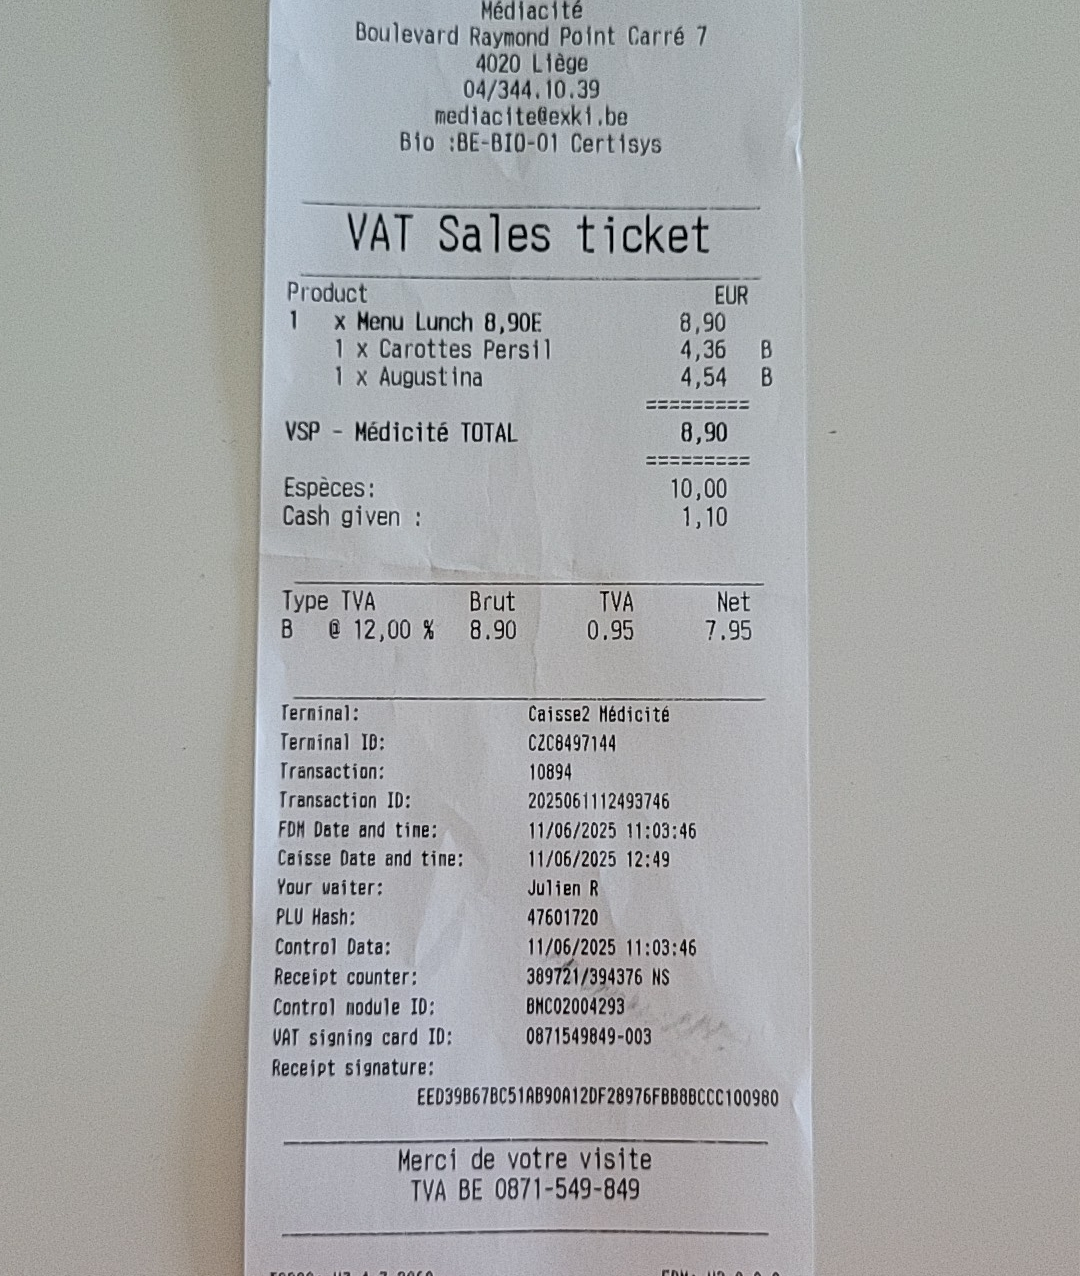 Médiacité
Boulevard Raymond Point Carré 7
4020 Liège
04/344.10.39
mediacite@exki.be
Bio :BE-BIO-01 Certisys
VAT Sales ticket
Product EUR
1 x Menu Lunch 8,90E 8,90
1 x Carottes Persil 4,36 B
1 x Augustina 4,54 B
=========
VSP - Médicité TOTAL 8,90
=========
Espèces: 10,00
Cash given : 1,10
Type TVA Brut TVA Net
B @ 12,00 % 8.90 0.95 7.95
Terminal: Caisse2 Médicité
Terminal ID: CZC8497144
Transaction: 10894
Transaction ID: 2025061112493746
FDM Date and time: 11/06/2025 11:03:46
Caisse Date and time: 11/06/2025 12:49
Your waiter: Julien R
PLU Hash: 47601720
Control Data: 11/06/2025 11:03:46
Receipt counter: 389721/394376 NS
Control module ID: BMC02004293
VAT signing card ID: 0871549849-003
Receipt signature:
EED39B67BC51AB90A12DF28976FBB8BCCC100980
Merci de votre visite
TVA BE 0871-549-849